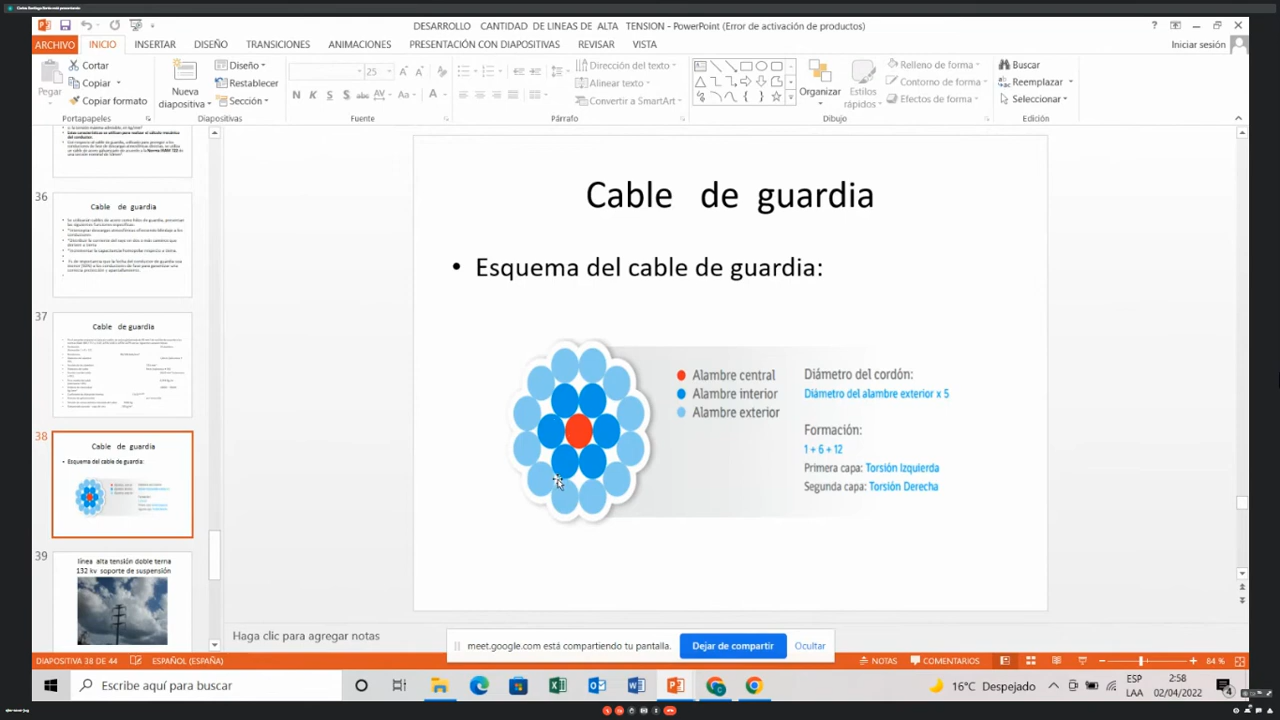 DESARROLLO CANTIDAD DE LINEAS DE ALTA TENSION - PowerPoint (Error de activación de productos)
ARCHIVO INICIO INSERTAR DISEÑO TRANSICIONES ANIMACIONES PRESENTACIÓN CON DIAPOSITIVAS REVISAR VISTA Iniciar sesión
Pegar
Cortar
Copiar
Copiar formato
Portapapeles
Nueva diapositiva
Diseño
Restablecer
Sección
Diapositivas
25
N K S S abc AV Aa A
Fuente
Dirección del texto
Alinear texto
Convertir a SmartArt
Párrafo
Organizar
Estilos rápidos
Relleno de forma
Contorno de forma
Efectos de forma
Dibujo
Buscar
Reemplazar
Seleccionar
Edición
36
Cable de guardia
37
Cable de guardia
38
Cable de guardia
Esquema del cable de guardia:
39
línea alta tensión doble terna
132 kv soporte de suspensión
Cable de guardia
• Esquema del cable de guardia:
Alambre central
Alambre interior
Alambre exterior
Diámetro del cordón:
Diámetro del alambre exterior x 5
Formación:
1 + 6 + 12
Primera capa: Torsión Izquierda
Segunda capa: Torsión Derecha
Haga clic para agregar notas
meet.google.com está compartiendo tu pantalla. Dejar de compartir Ocultar
DIAPOSITIVA 38 DE 44 ESPAÑOL (ESPAÑA) NOTAS COMENTARIOS 84 %
Escribe aquí para buscar
16°C Despejado
ESP
LAA
2:58
02/04/2022
4